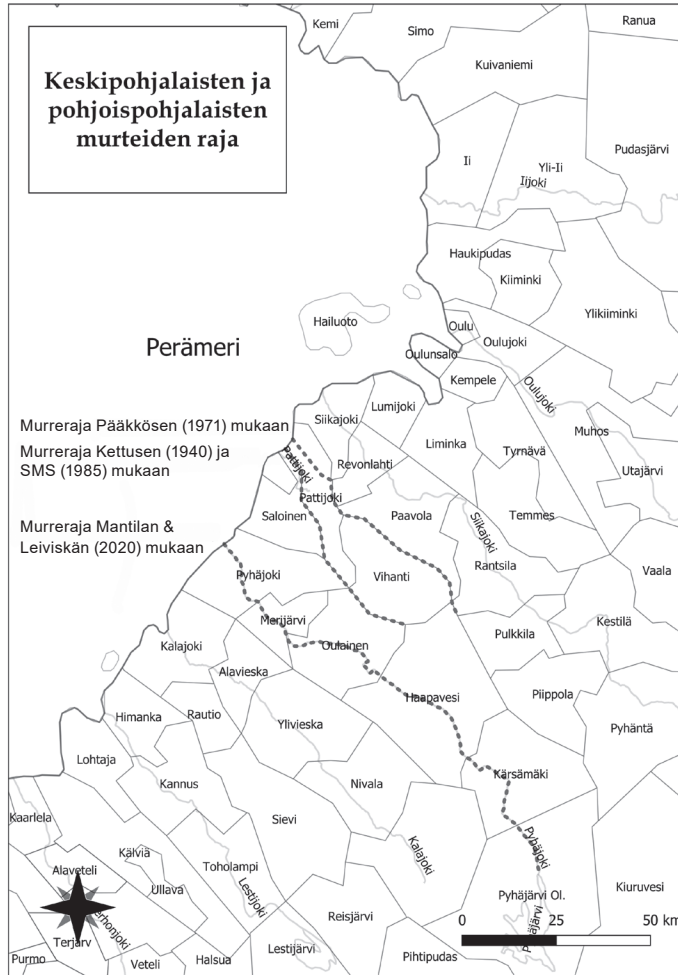 Kemi
Simo
Ranua
Keskipohjalaisten ja
pohjoispohjalaisten
murteiden raja
Kuivaniemi
Ii
Yli-Ii
Iijoki
Pudasjärvi
Haukipudas
Kiiminki
Ylikiiminki
Hailuoto
Oulu
Perämeri
Oulunsalo
Oulujoki
Kempele
Oulujoki
Lumijoki
Siikajoki
Murreraja Pääkkösen (1971) mukaan
Muhos
Liminka
Tyrnävä
Murreraja Kettusen (1940) ja
SMS (1985) mukaan
Pattijoki
Revonlahti
Utajärvi
Pattijoki
Saloinen
Paavola
Siikajoki
Temmes
Murreraja Mantilan &
Leiviskän (2020) mukaan
Pyhäjoki
Vihanti
Rantsila
Vaala
Merijärvi
Kestilä
Kalajoki
Oulainen
Pulkkila
Alavieska
Haapavesi
Piippola
Pyhäntä
Himanka
Rautio
Ylivieska
Lohtaja
Kannus
Nivala
Kärsämäki
Kaarlela
Sievi
Kalajoki
Pyhäjoki
Kälviä
Alaveteli
Toholampi
Ullava
Lestijoki
Pyhäjärvi Ol.
Kiuruvesi
Reisjärvi
0 25 50 km
Terjärv
Lestijärvi
Purmo
Veteli
Halsua
Pihtipudas